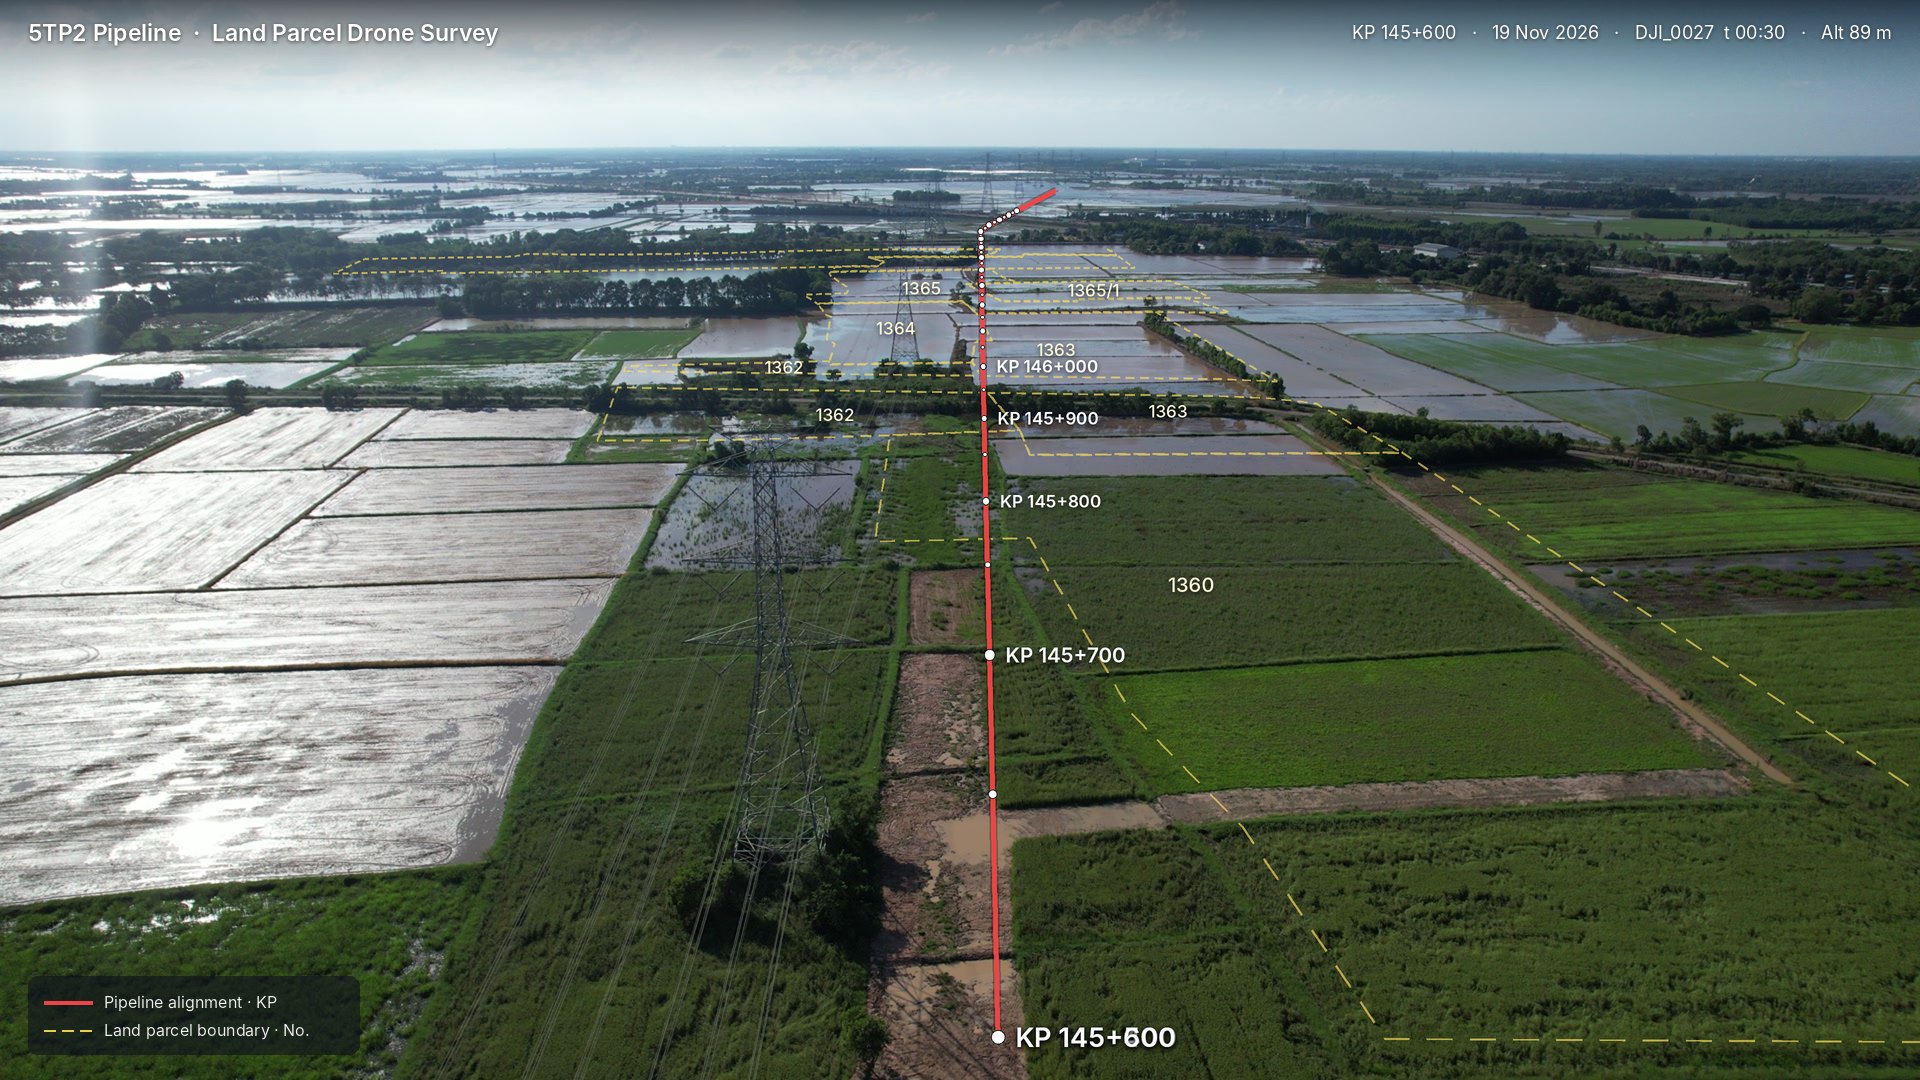 5TP2 Pipeline · Land Parcel Drone Survey
KP 145+600 · 19 Nov 2026 · DJI_0027 t 00:30 · Alt 89 m
1365
1365/1
1364
1363
1362
KP 146+000
1362
1363
KP 145+900
KP 145+800
1360
KP 145+700
KP 145+600
Pipeline alignment · KP
Land parcel boundary · No.